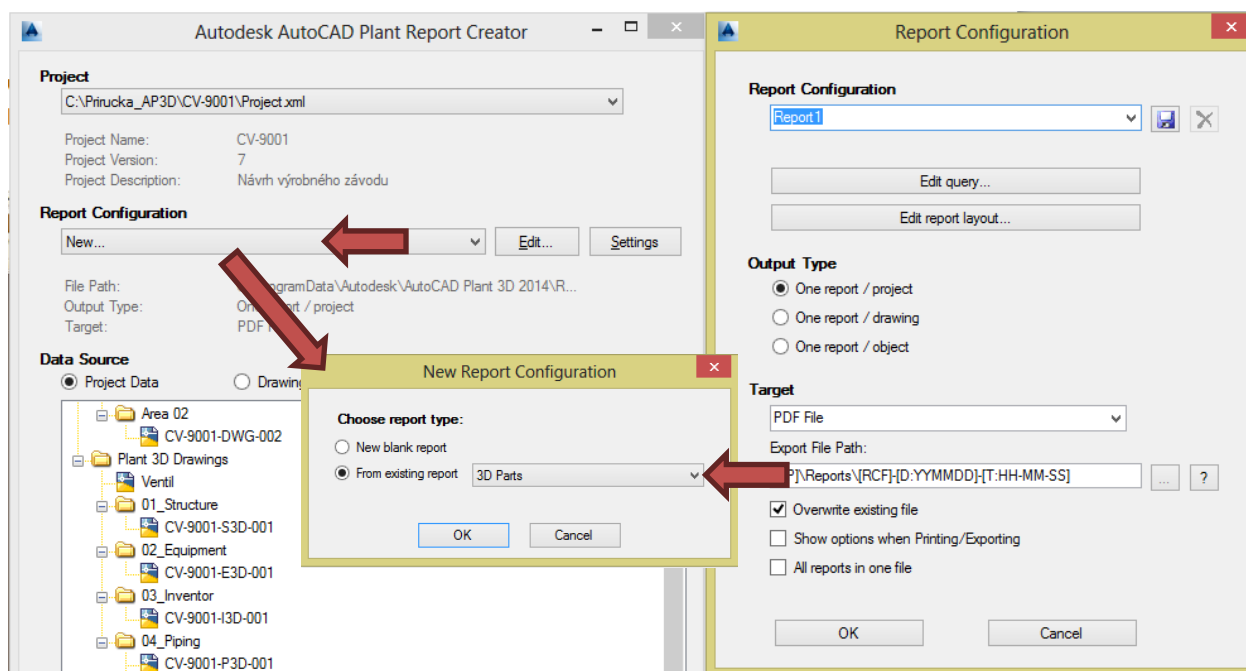 Autodesk AutoCAD Plant Report Creator
Project
C:\Prirucka_AP3D\CV-9001\Project.xml
Project Name: CV-9001
Project Version: 7
Project Description: Návrh výrobného závodu
Report Configuration
New... Edit... Settings
File Path: ogramData\Autodesk\AutoCAD Plant 3D 2014\R...
Output Type: One report / project
Target: PDF
Data Source
Project Data Drawing
Area 02
CV-9001-DWG-002
Plant 3D Drawings
Ventil
01_Structure
CV-9001-S3D-001
02_Equipment
CV-9001-E3D-001
03_Inventor
CV-9001-I3D-001
04_Piping
CV-9001-P3D-001
New Report Configuration
Choose report type:
New blank report
From existing report 3D Parts
OK Cancel
Report Configuration
Report Configuration
Report1
Edit query...
Edit report layout...
Output Type
One report / project
One report / drawing
One report / object
Target
PDF File
Export File Path:
P]\Reports\[RCF]-[D:YYMMDD]-[T:HH-MM-SS] ... ?
Overwrite existing file
Show options when Printing/Exporting
All reports in one file
OK Cancel